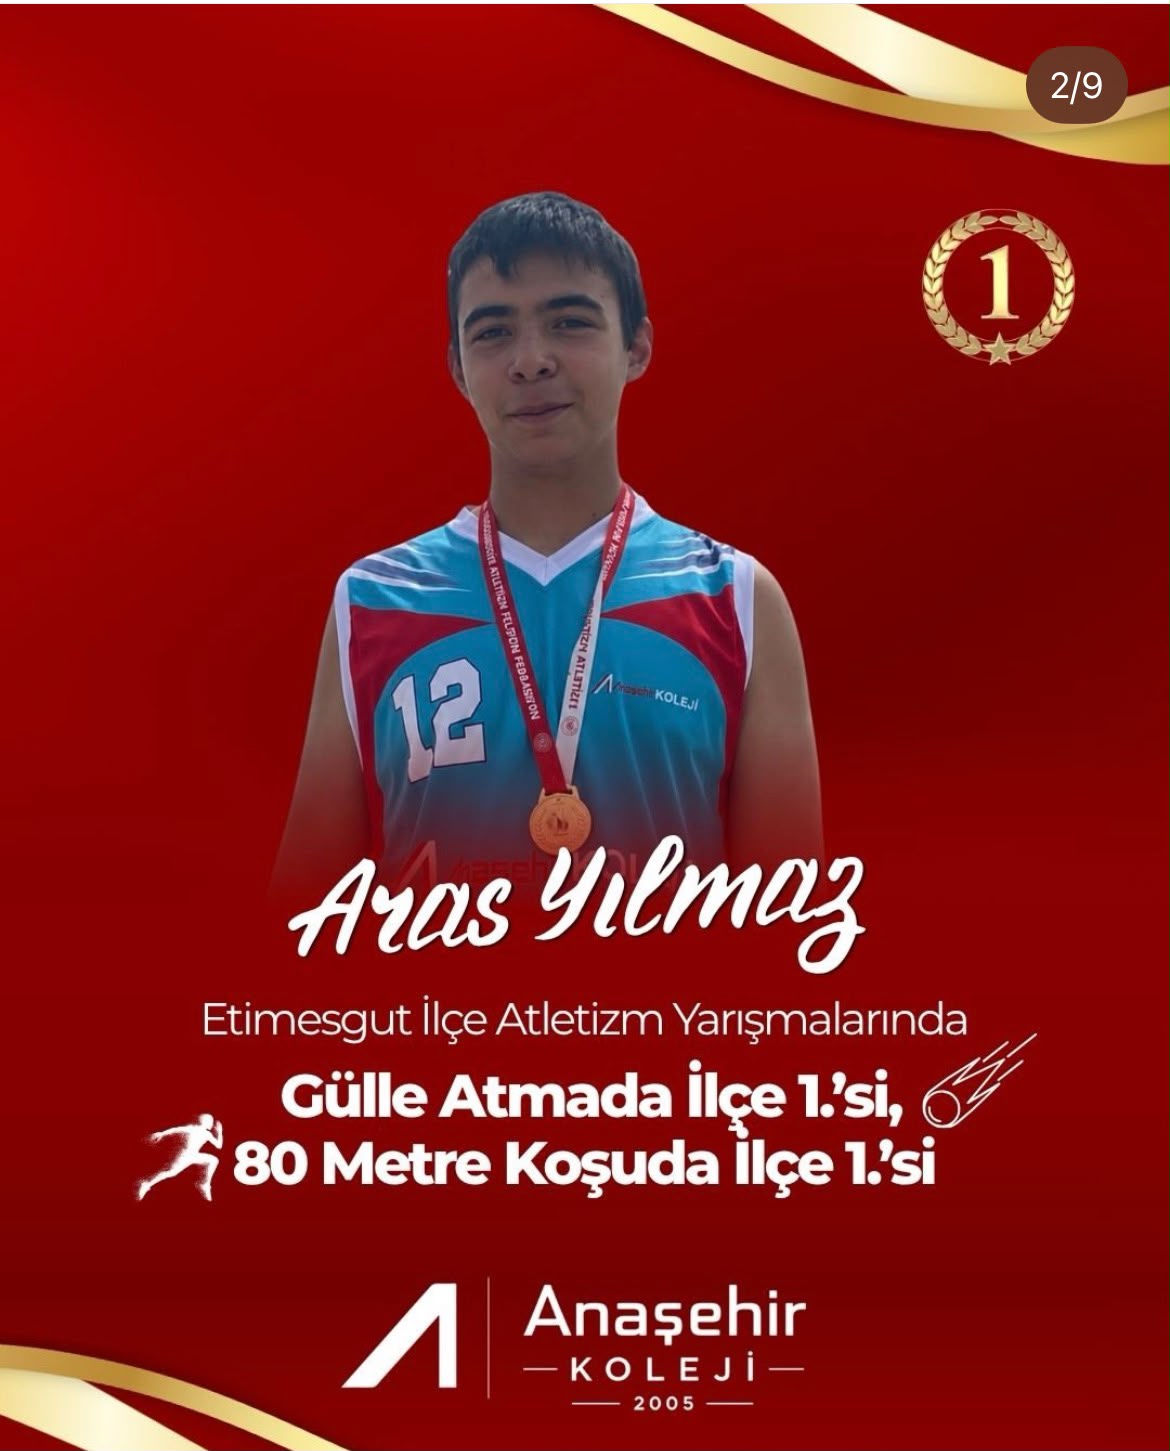 2/9
1
12
Anaşehir KOLEJİ
Aras Yılmaz
Etimesgut İlçe Atletizm Yarışmalarında
Gülle Atmada İlçe 1.'si,
80 Metre Koşuda İlçe 1.'si
Anaşehir
KOLEJİ
2005